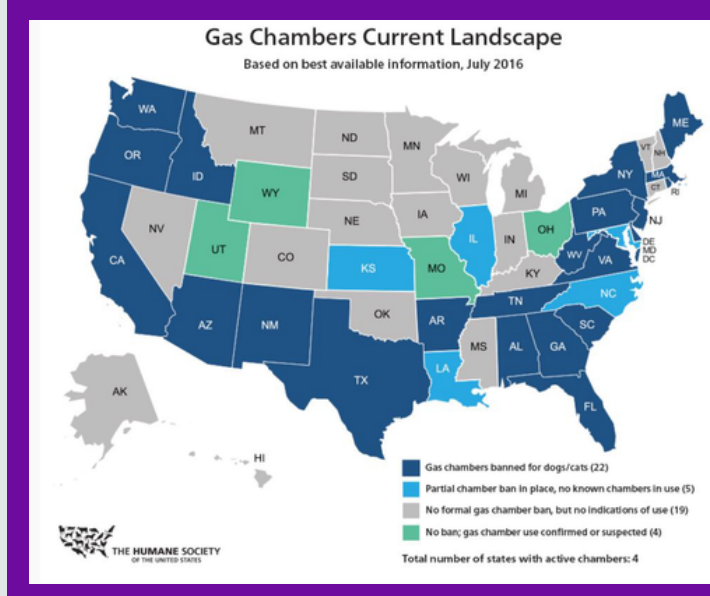 Gas Chambers Current Landscape
Based on best available information, July 2016
WA
MT
ND
MN
ME
VT
NH
OR
ID
SD
WI
NY
MA
WY
MI
CT
RI
NV
NE
IA
PA
NJ
CA
UT
CO
IL
IN
OH
DE
MD
DC
KS
MO
WV
VA
KY
NC
TN
AZ
NM
OK
AR
SC
MS
AL
GA
TX
LA
AK
FL
HI
Gas chambers banned for dogs/cats (22)
Partial chamber ban in place, no known chambers in use (5)
No formal gas chamber ban, but no indications of use (19)
No ban; gas chamber use confirmed or suspected (4)
THE HUMANE SOCIETY
OF THE UNITED STATES
Total number of states with active chambers: 4